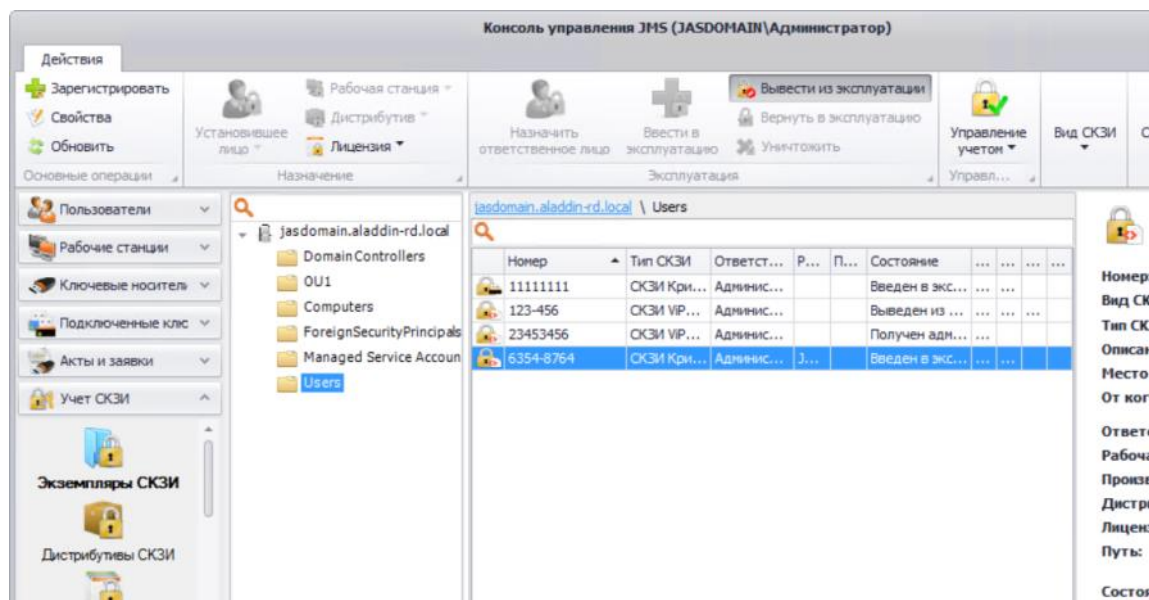 Консоль управления JMS (JASDOMAIN\Администратор)
Действия
Зарегистрировать
Свойства
Обновить
Основные операции
Установившее лицо
Рабочая станция
Дистрибутив
Лицензия
Назначение
Назначить ответственное лицо
Ввести в эксплуатацию
Вывести из эксплуатации
Вернуть в эксплуатацию
Уничтожить
Эксплуатация
Управление учетом
Управл...
Вид СКЗИ
Пользователи
Рабочие станции
Ключевые носители
Подключенные клю
Акты и заявки
Учет СКЗИ
Экземпляры СКЗИ
Дистрибутивы СКЗИ
jasdomain.aladdin-rd.local
Domain Controllers
OU1
Computers
ForeignSecurityPrincipals
Managed Service Accoun
Users
jasdomain.aladdin-rd.local \ Users
Номер Тип СКЗИ Ответст... Р... П... Состояние ... ... ... ...
11111111 СКЗИ Кри... Админис... Введен в экс... ... ...
123-456 СКЗИ ViP... Админис... Выведен из ... ... ... ...
23453456 СКЗИ ViP... Админис... Получен адм... ... ...
6354-8764 СКЗИ Кри... Админис... J... Введен в экс... ... ...
Номер
Вид СК
Тип СК
Описан
Место
От ког
Ответс
Рабоча
Произв
Дистри
Лиценз
Путь:
Состоя